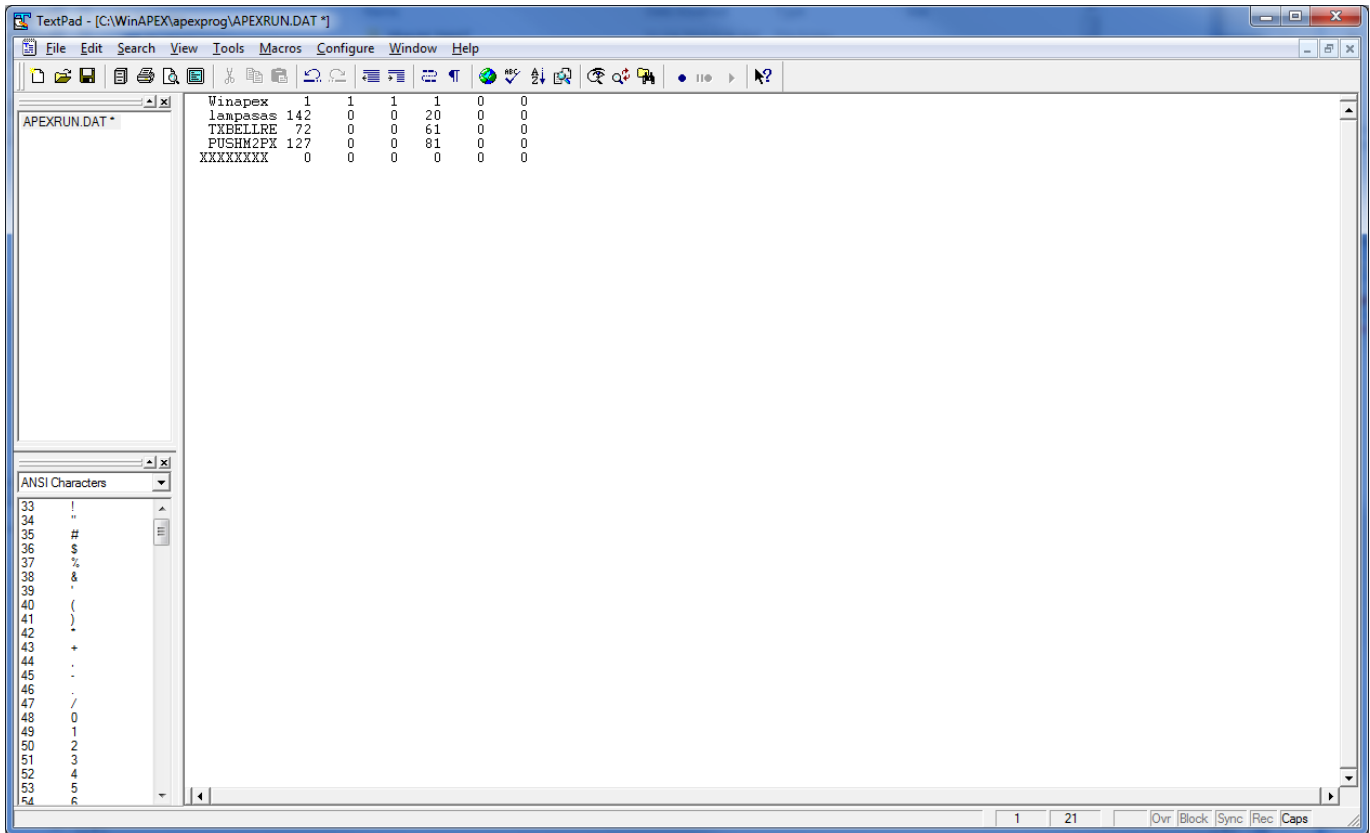 TextPad - [C:\WinAPEX\apexprog\APEXRUN.DAT *]
File Edit Search View Tools Macros Configure Window Help
APEXRUN.DAT *
Winapex 1 1 1 1 0 0
lampasas 142 0 0 20 0 0
TXBELLRE 72 0 0 61 0 0
PUSHM2PX 127 0 0 81 0 0
XXXXXXXX 0 0 0 0 0 0
ANSI Characters
33 !
34 "
35 #
36 $
37 %
38 &
39 '
40 (
41 )
42 *
43 +
44 ,
45 -
46 .
47 /
48 0
49 1
50 2
51 3
52 4
53 5
54 6
1 21 Ovr Block Sync Rec Caps